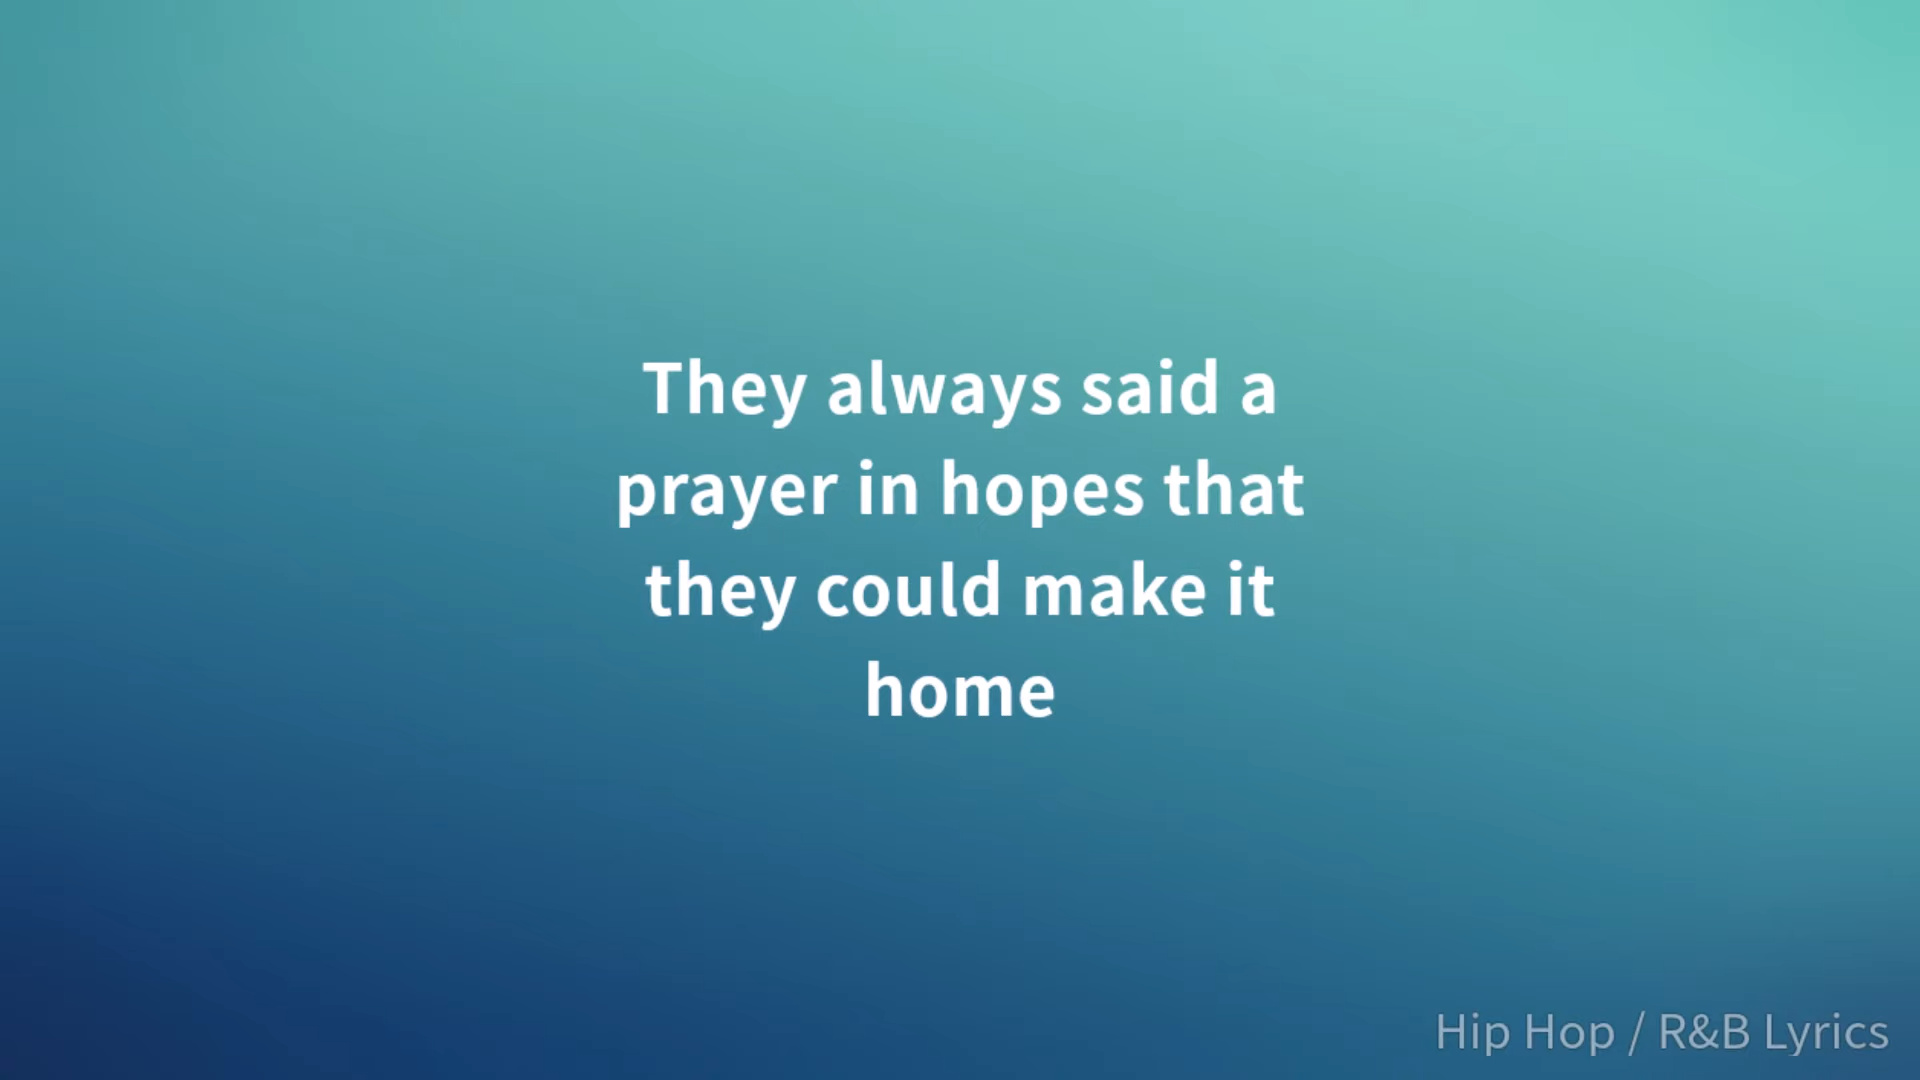 They always said a
prayer in hopes that
they could make it
home
Hip Hop / R&B Lyrics